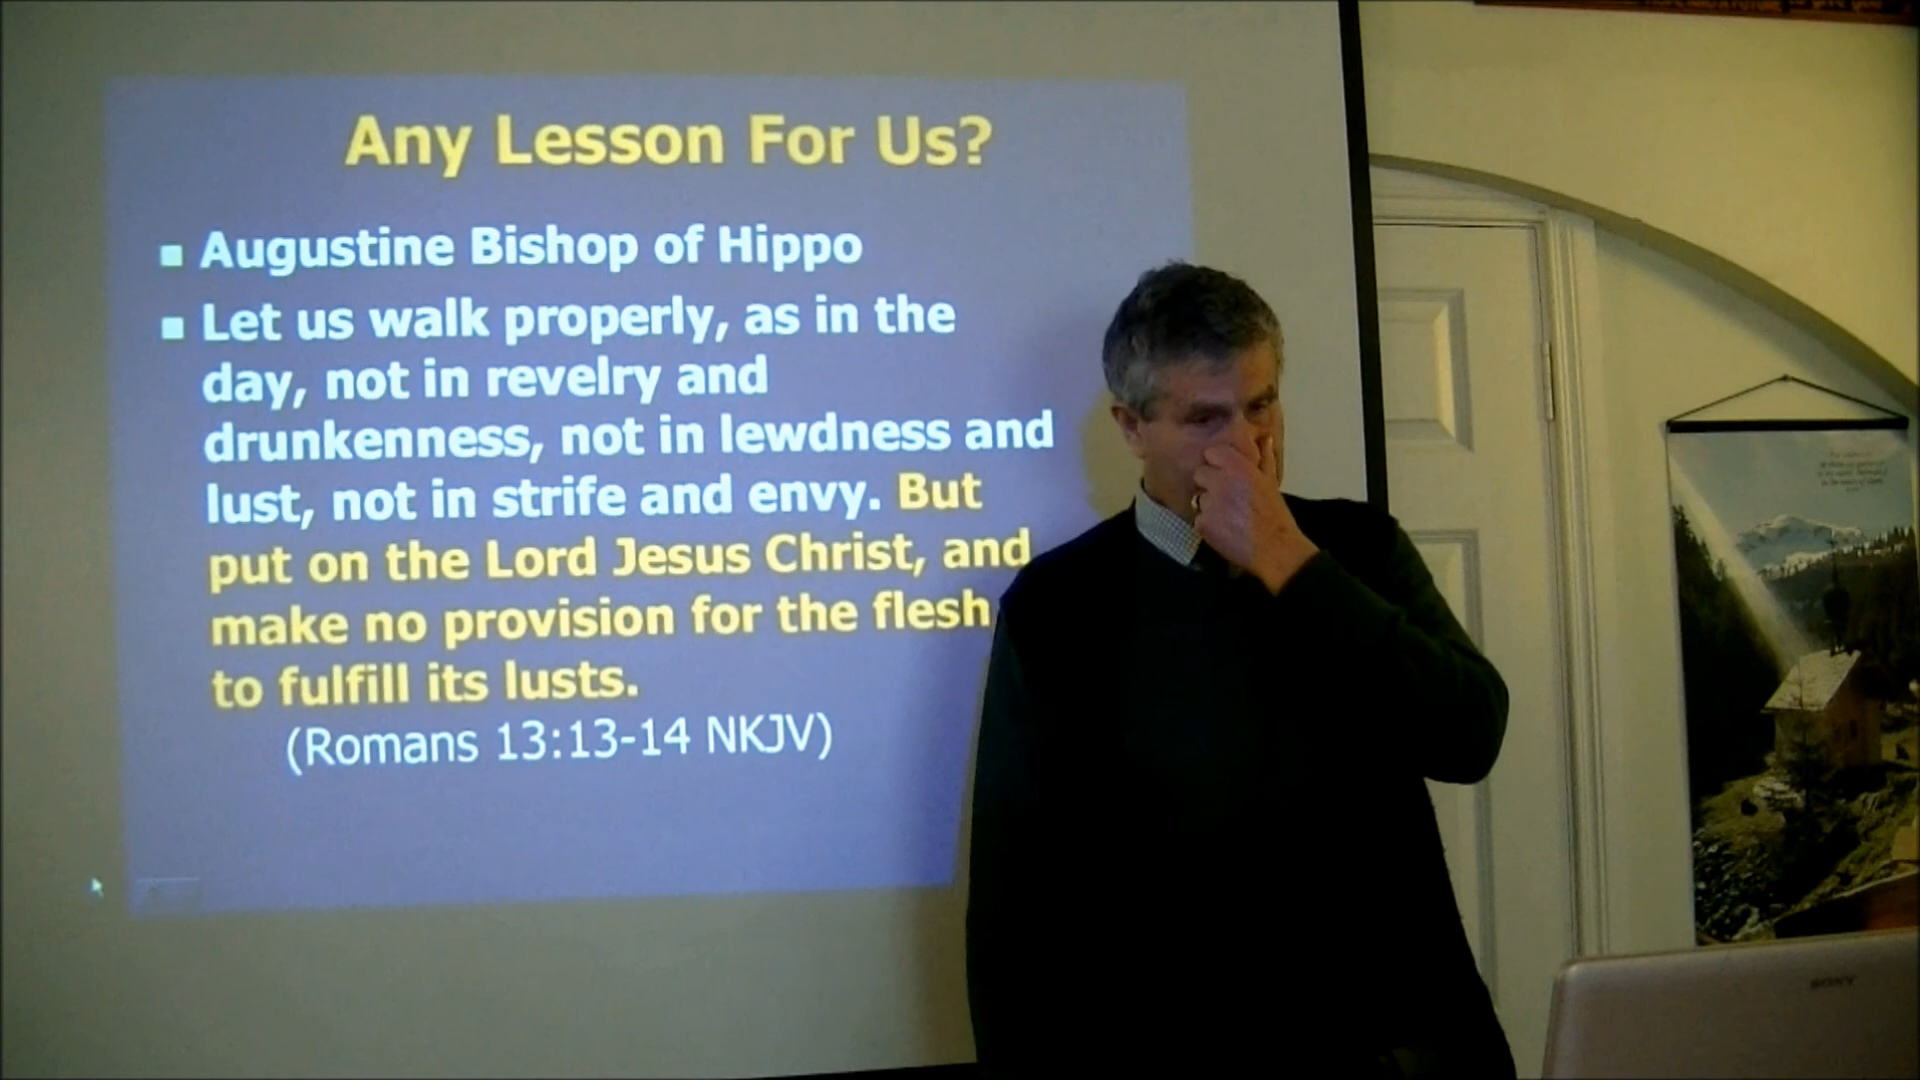 Any Lesson For Us?
Augustine Bishop of Hippo
Let us walk properly, as in the
day, not in revelry and
drunkenness, not in lewdness and
lust, not in strife and envy. But
put on the Lord Jesus Christ, and
make no provision for the flesh
to fulfill its lusts.
(Romans 13:13-14 NKJV)
SONY